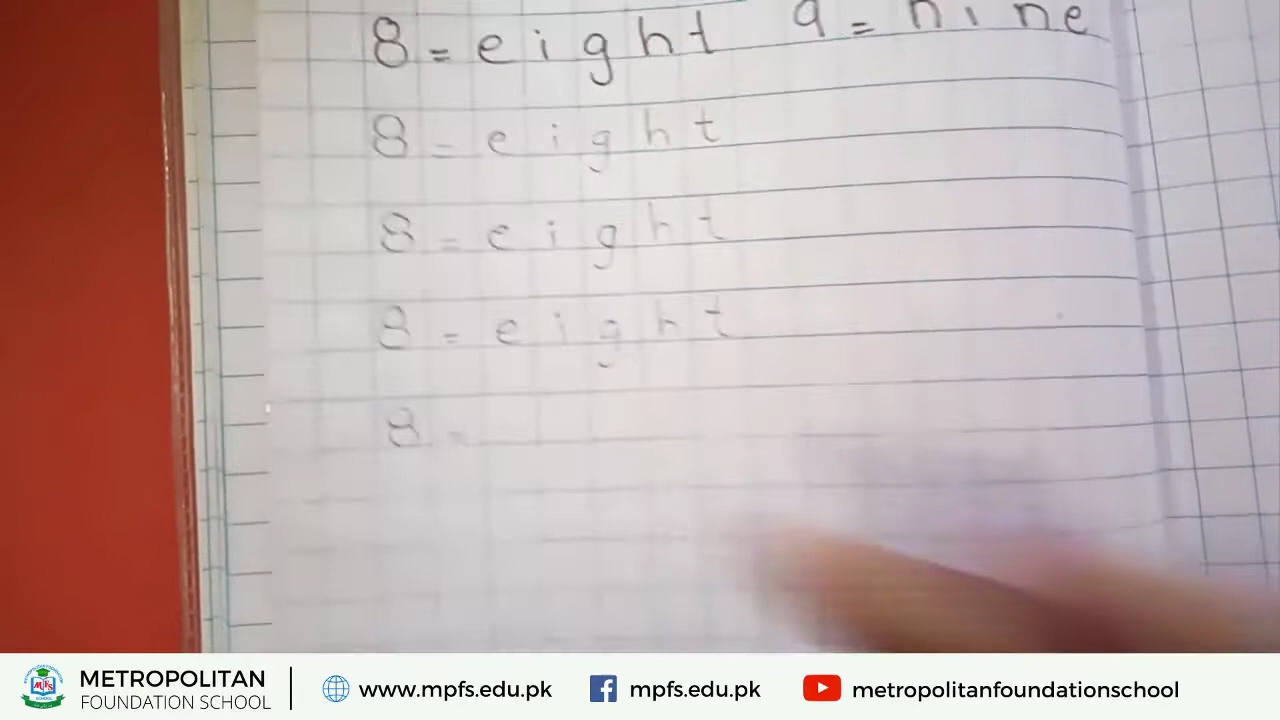 8 = eight 9 = nine
8 = eight
8 = eight
8 = eight
8 =
METROPOLITAN
FOUNDATION SCHOOL
www.mpfs.edu.pk
mpfs.edu.pk
metropolitanfoundationschool